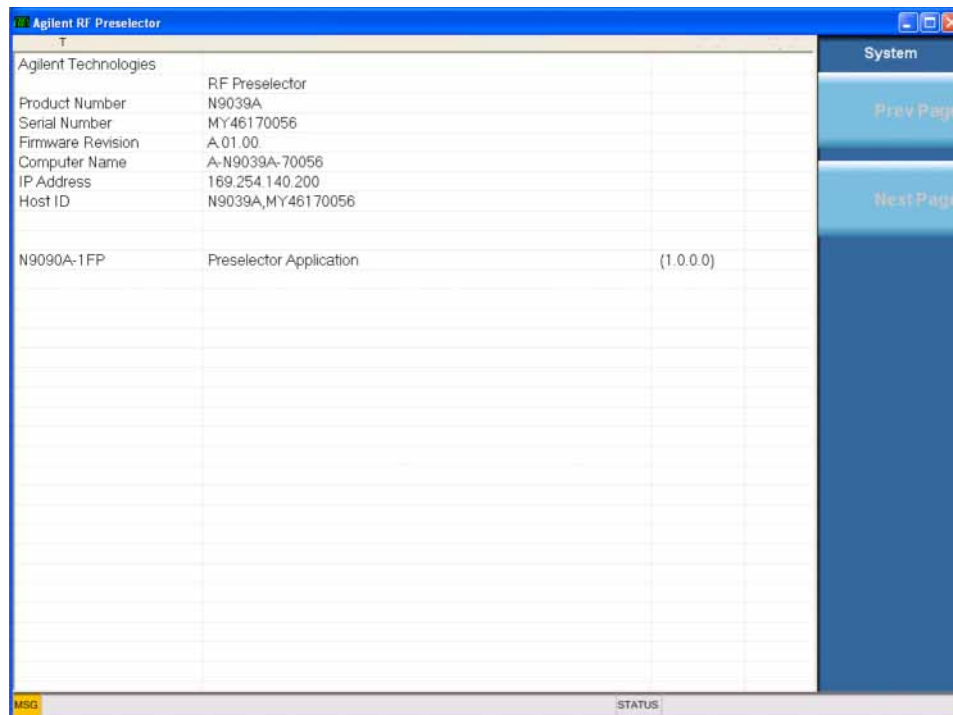 Agilent RF Preselector
T
System
Agilent Technologies
RF Preselector
Product Number N9039A
Serial Number MY46170056
Firmware Revision A.01.00.
Computer Name A-N9039A-70056
IP Address 169.254.140.200
Host ID N9039A,MY46170056
N9090A-1FP Preselector Application (1.0.0.0)
Prev Page
Next Page
MSG STATUS